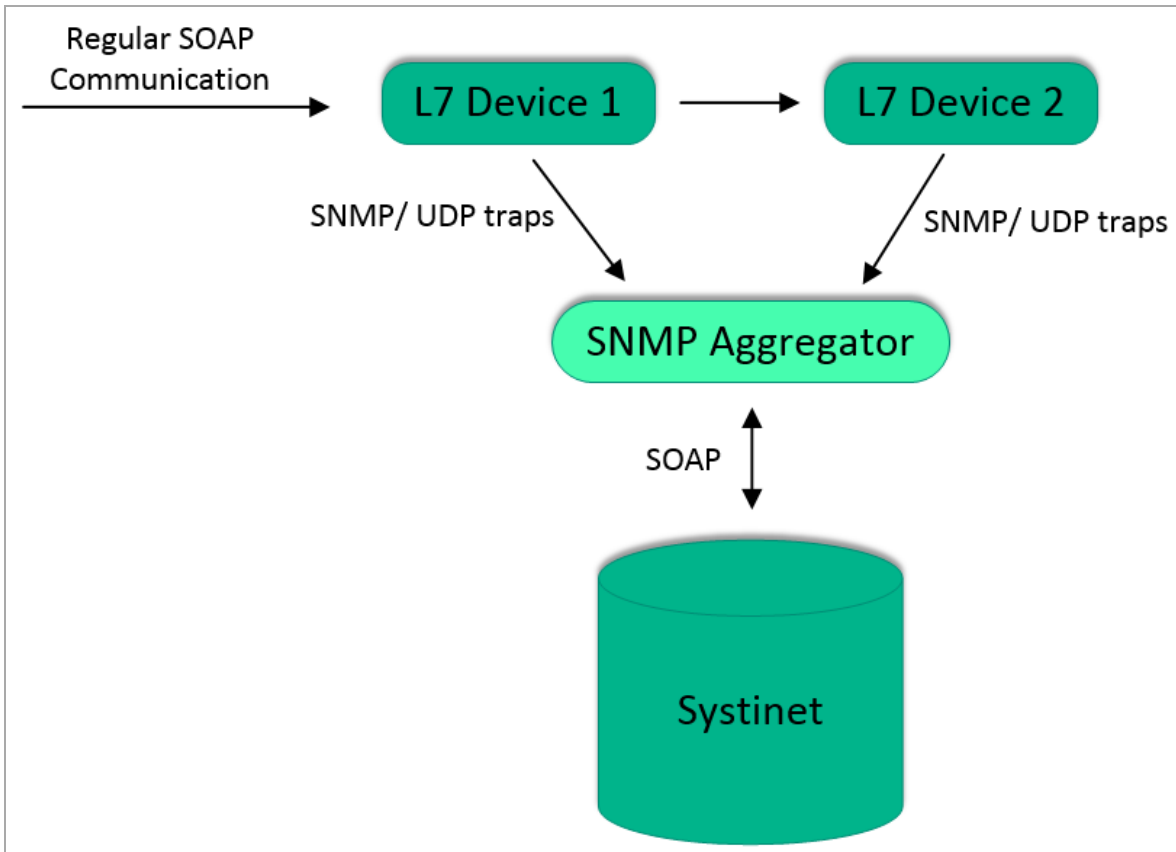 Regular SOAP
Communication
L7 Device 1
L7 Device 2
SNMP/ UDP traps
SNMP/ UDP traps
SNMP Aggregator
SOAP
Systinet